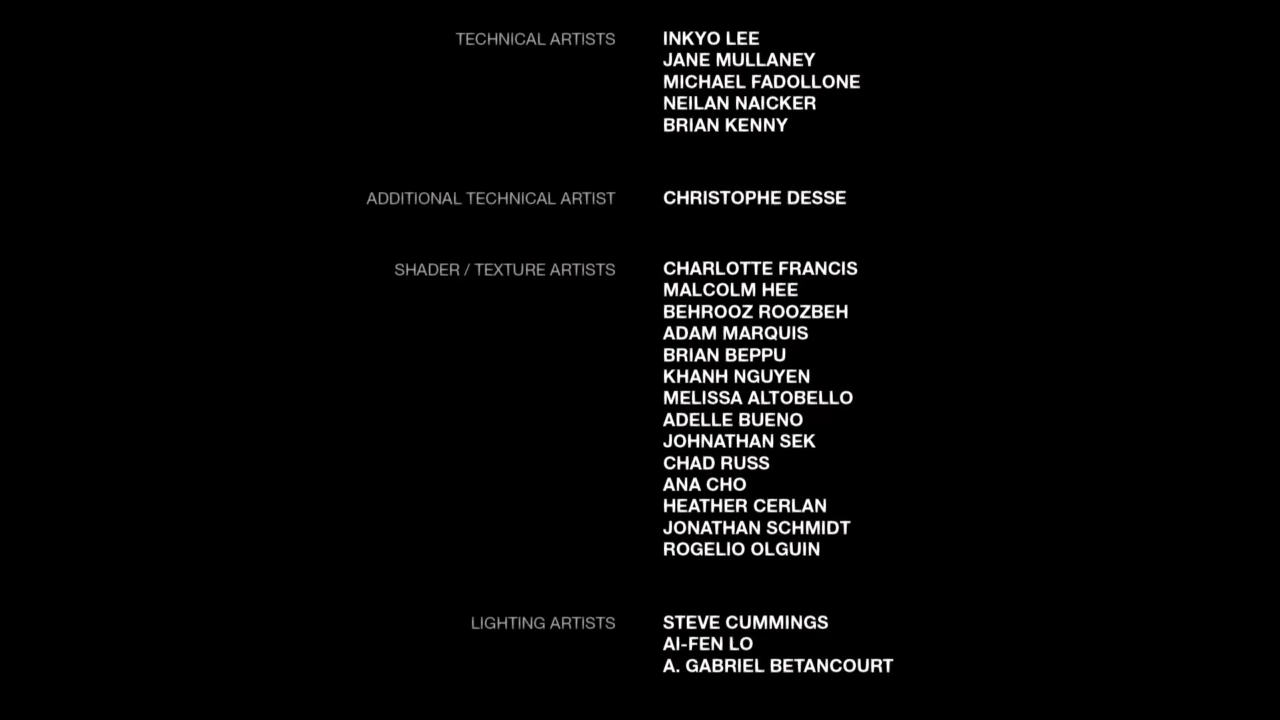 TECHNICAL ARTISTS INKYO LEE
JANE MULLANEY
MICHAEL FADOLLONE
NEILAN NAICKER
BRIAN KENNY
ADDITIONAL TECHNICAL ARTIST CHRISTOPHE DESSE
SHADER / TEXTURE ARTISTS CHARLOTTE FRANCIS
MALCOLM HEE
BEHROOZ ROOZBEH
ADAM MARQUIS
BRIAN BEPPU
KHANH NGUYEN
MELISSA ALTOBELLO
ADELLE BUENO
JOHNATHAN SEK
CHAD RUSS
ANA CHO
HEATHER CERLAN
JONATHAN SCHMIDT
ROGELIO OLGUIN
LIGHTING ARTISTS STEVE CUMMINGS
AI-FEN LO
A. GABRIEL BETANCOURT